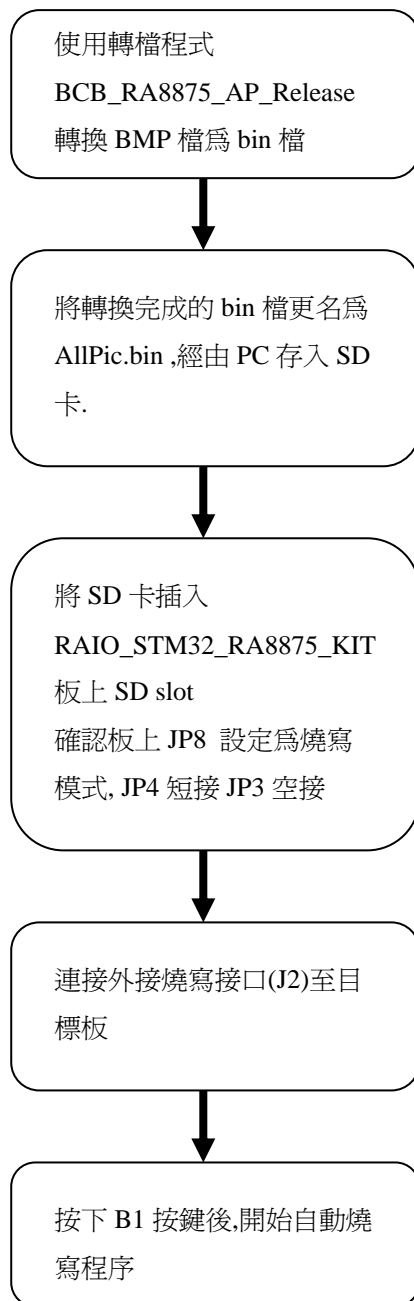 使用轉檔程式
BCB_RA8875_AP_Release
轉換 BMP 檔爲 bin 檔
將轉換完成的 bin 檔更名爲
AllPic.bin ,經由 PC 存入 SD
卡.
將 SD 卡插入
RAIO_STM32_RA8875_KIT
板上 SD slot
確認板上 JP8 設定爲燒寫
模式, JP4 短接 JP3 空接
連接外接燒寫接口(J2)至目
標板
按下 B1 按鍵後,開始自動燒
寫程序